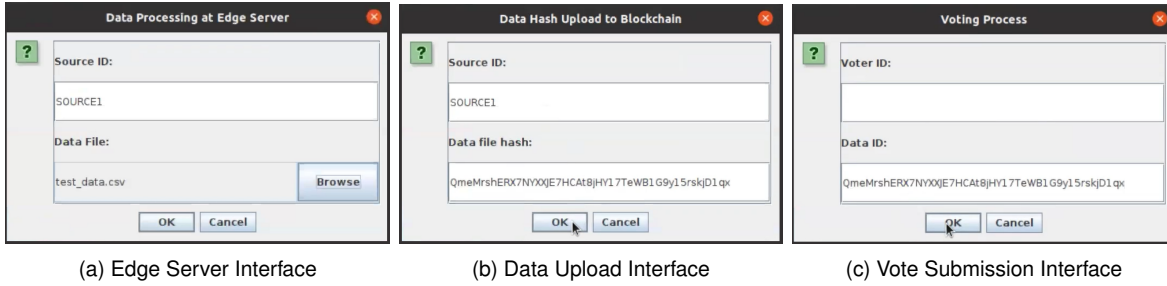 Data Processing at Edge Server
?
Source ID:
SOURCE1
Data File:
test_data.csv
Browse
OK
Cancel
(a) Edge Server Interface
Data Hash Upload to Blockchain
?
Source ID:
SOURCE1
Data file hash:
QmeMrshERX7NYXXJE7HCAt8jHY17TeWB1G9y15rskjD1qx
OK
Cancel
(b) Data Upload Interface
Voting Process
?
Voter ID:
Data ID:
QmeMrshERX7NYXXJE7HCAt8jHY17TeWB1G9y15rskjD1qx
OK
Cancel
(c) Vote Submission Interface